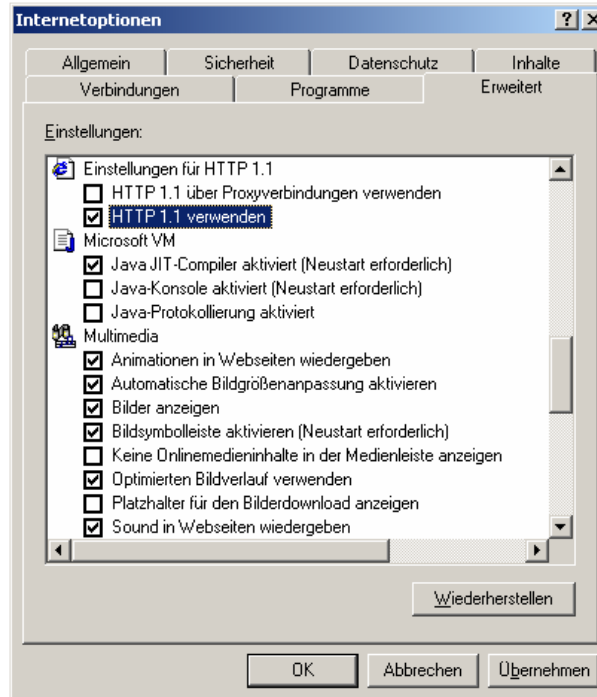 Internetoptionen
Allgemein Sicherheit Datenschutz Inhalte
Verbindungen Programme Erweitert
Einstellungen:
Einstellungen für HTTP 1.1
HTTP 1.1 über Proxyverbindungen verwenden
HTTP 1.1 verwenden
Microsoft VM
Java JIT-Compiler aktiviert (Neustart erforderlich)
Java-Konsole aktiviert (Neustart erforderlich)
Java-Protokollierung aktiviert
Multimedia
Animationen in Webseiten wiedergeben
Automatische Bildgrößenanpassung aktivieren
Bilder anzeigen
Bildsymbolleiste aktivieren (Neustart erforderlich)
Keine Onlinemedieninhalte in der Medienleiste anzeigen
Optimierten Bildverlauf verwenden
Platzhalter für den Bilderdownload anzeigen
Sound in Webseiten wiedergeben
Wiederherstellen
OK Abbrechen Übernehmen